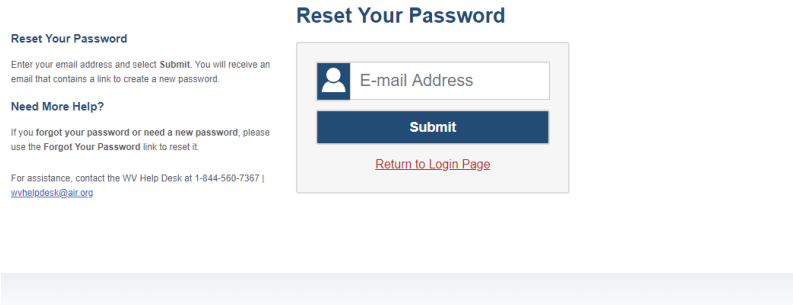 Reset Your Password
Enter your email address and select Submit. You will receive an
email that contains a link to create a new password.
Need More Help?
If you forgot your password or need a new password, please
use the Forgot Your Password link to reset it.
For assistance, contact the WV Help Desk at 1-844-560-7367 |
wvhelpdesk@air.org
Reset Your Password
E-mail Address
Submit
Return to Login Page